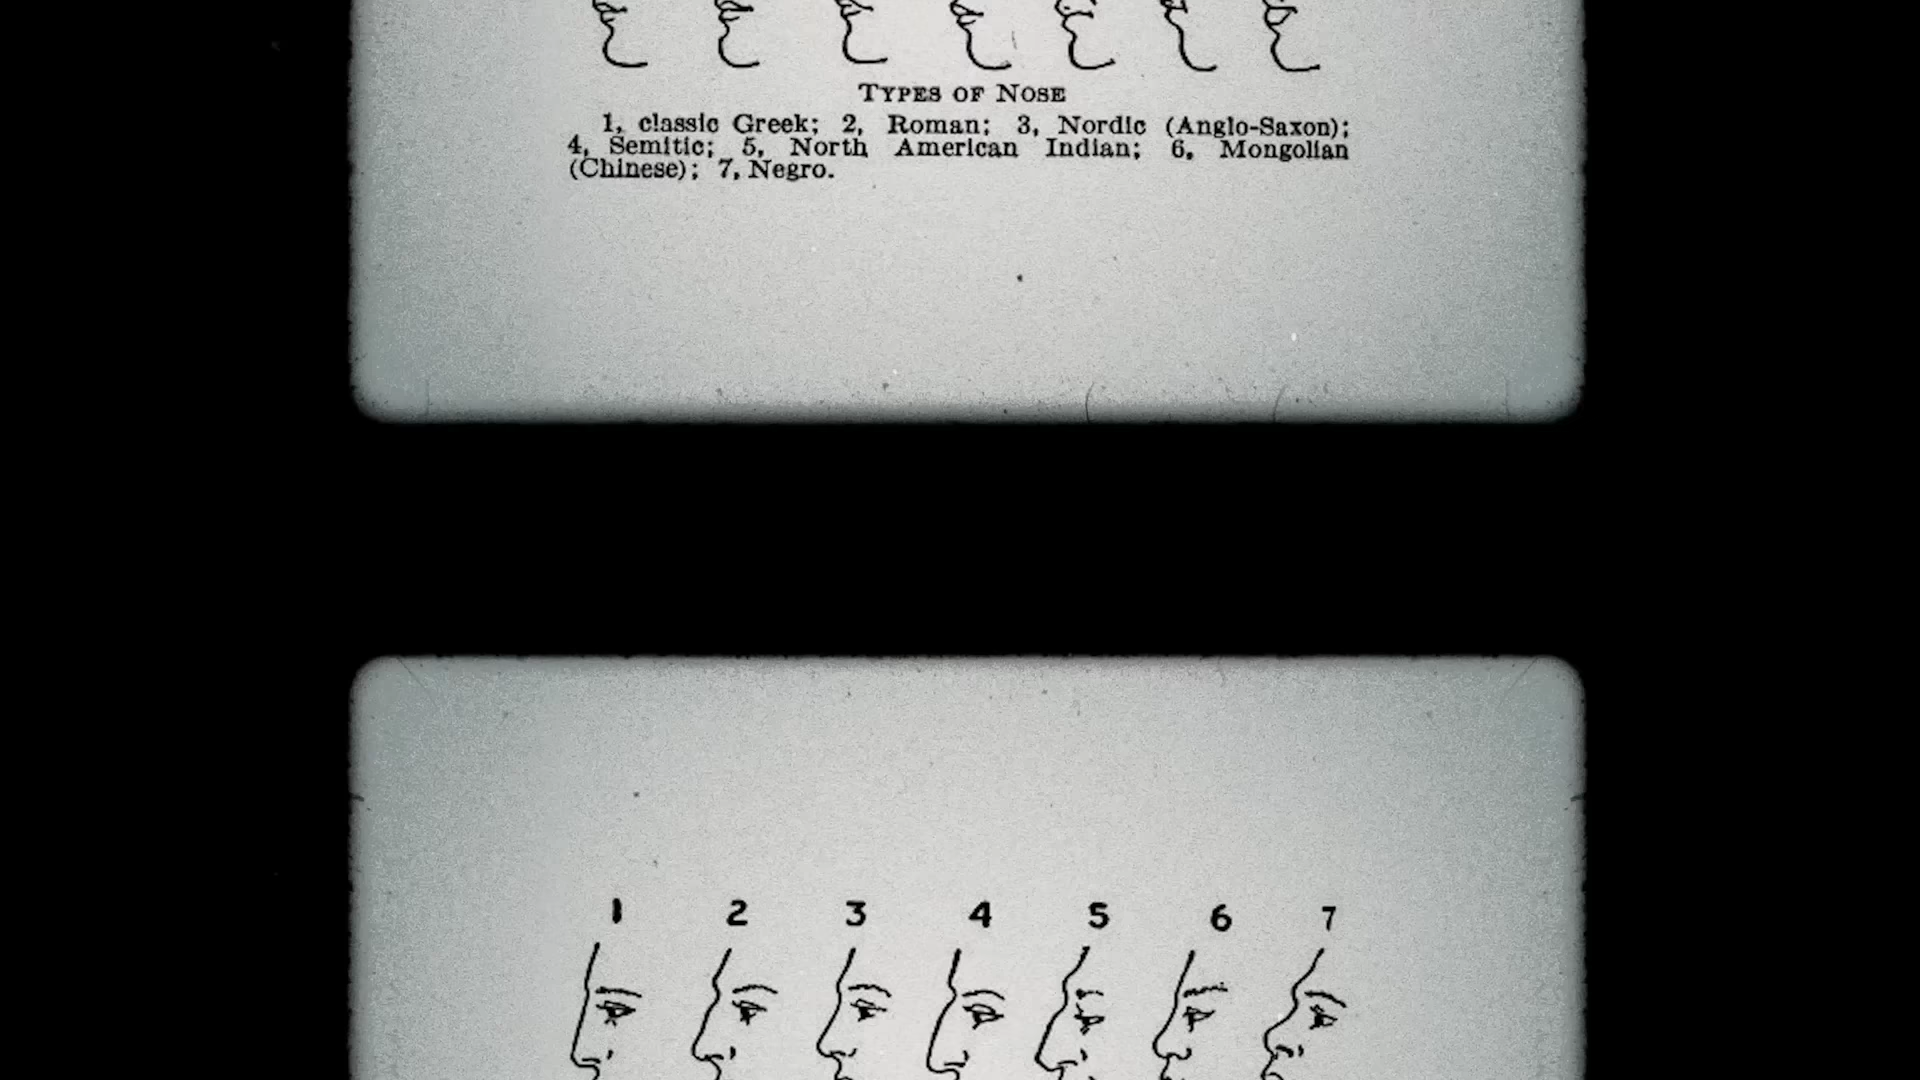 TYPES OF NOSE
1, classic Greek; 2, Roman; 3, Nordic (Anglo-Saxon);
4, Semitic; 5, North American Indian; 6, Mongolian
(Chinese); 7, Negro.
1 2 3 4 5 6 7